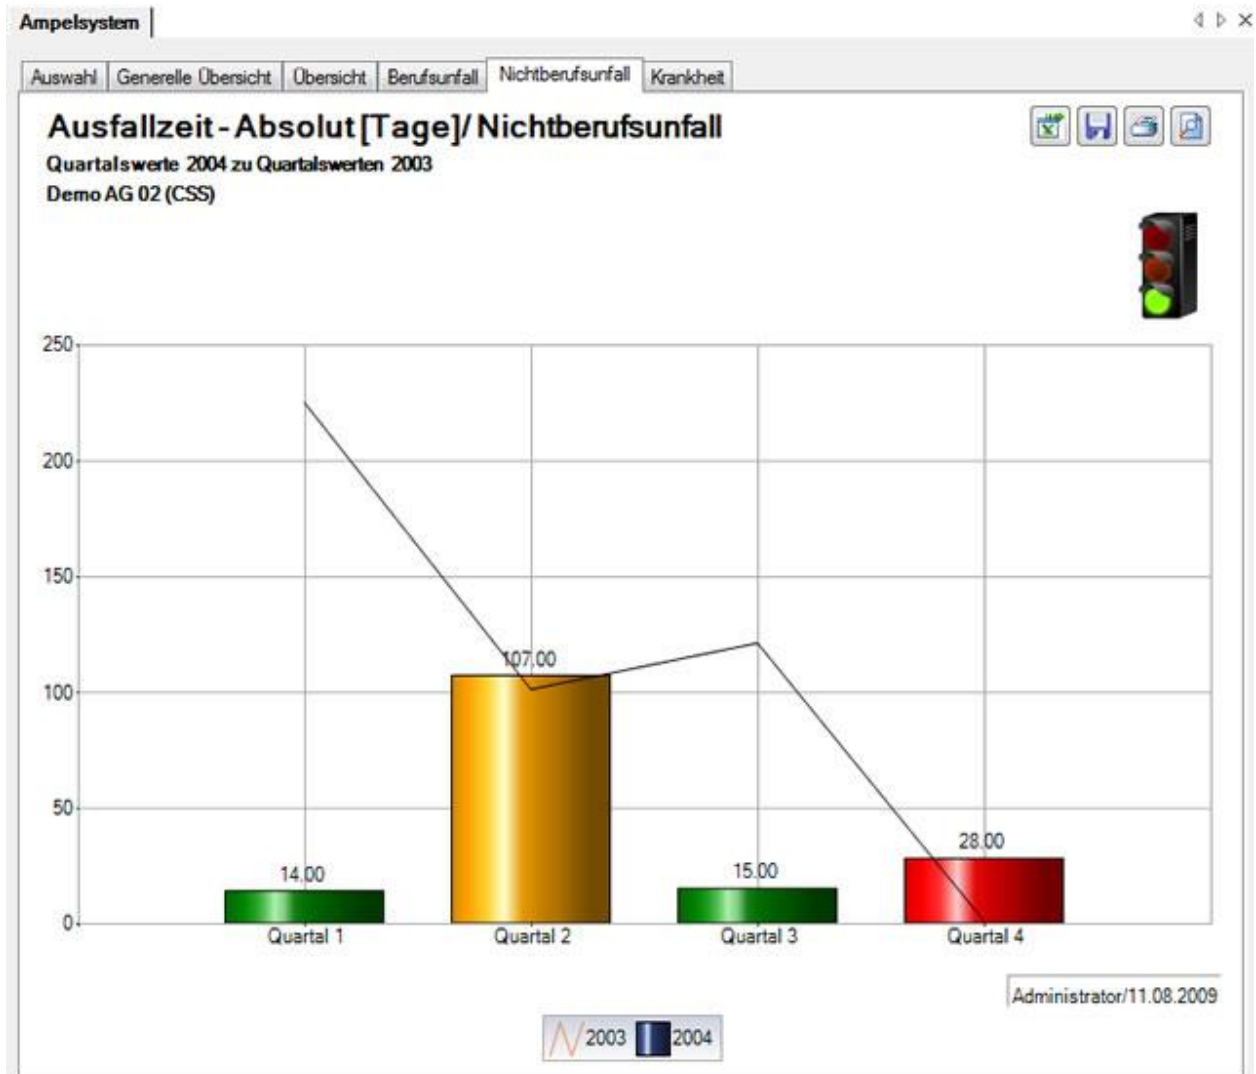 Ampelsystem
Auswahl Generelle Übersicht Übersicht Berufsunfall Nichtberufsunfall Krankheit
Ausfallzeit - Absolut [Tage]/ Nichtberufsunfall
Quartalswerte 2004 zu Quartalswerten 2003
Demo AG 02 (CSS)
250
200
150
107.00
100
50
28.00
14.00
15.00
0
Quartal 1 Quartal 2 Quartal 3 Quartal 4
Administrator/11.08.2009
2003 2004